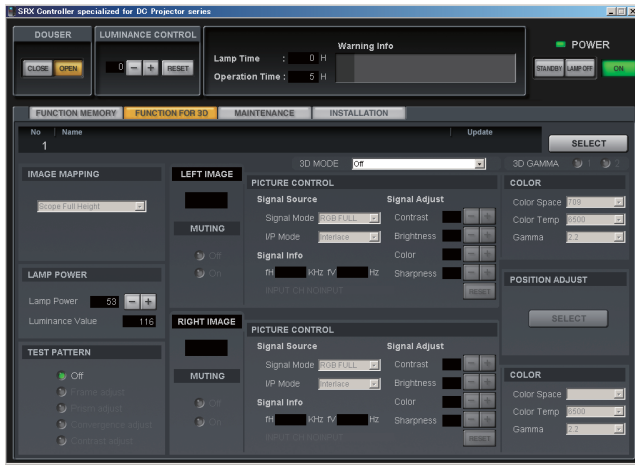 SRX Controller specialized for DC Projector series
DOUSER
CLOSE OPEN
LUMINANCE CONTROL
0 - + RESET
Lamp Time : 0 H
Operation Time : 5 H
Warning Info
POWER
STANDBY LAMP OFF ON
FUNCTION MEMORY FUNCTION FOR 3D MAINTENANCE INSTALLATION
No Name Update
1
SELECT
3D MODE Off
3D GAMMA 1 2
IMAGE MAPPING
Scope Full Height
LAMP POWER
Lamp Power 53 - +
Luminance Value 116
TEST PATTERN
Off
Frame adjust
Prism adjust
Convergence adjust
Contrast adjust
LEFT IMAGE
MUTING
Off
On
PICTURE CONTROL
Signal Source Signal Adjust
Signal Mode RGB FULL Contrast - +
I/P Mode Interlace Brightness - +
Signal Info Color - +
fH KHz fV Hz Sharpness - +
INPUT CH NOINPUT RESET
COLOR
Color Space 709
Color Temp 6500
Gamma 2.2
POSITION ADJUST
SELECT
RIGHT IMAGE
MUTING
Off
On
PICTURE CONTROL
Signal Source Signal Adjust
Signal Mode RGB FULL Contrast - +
I/P Mode Interlace Brightness - +
Signal Info Color - +
fH KHz fV Hz Sharpness - +
INPUT CH NOINPUT RESET
COLOR
Color Space
Color Temp 6500
Gamma 2.2